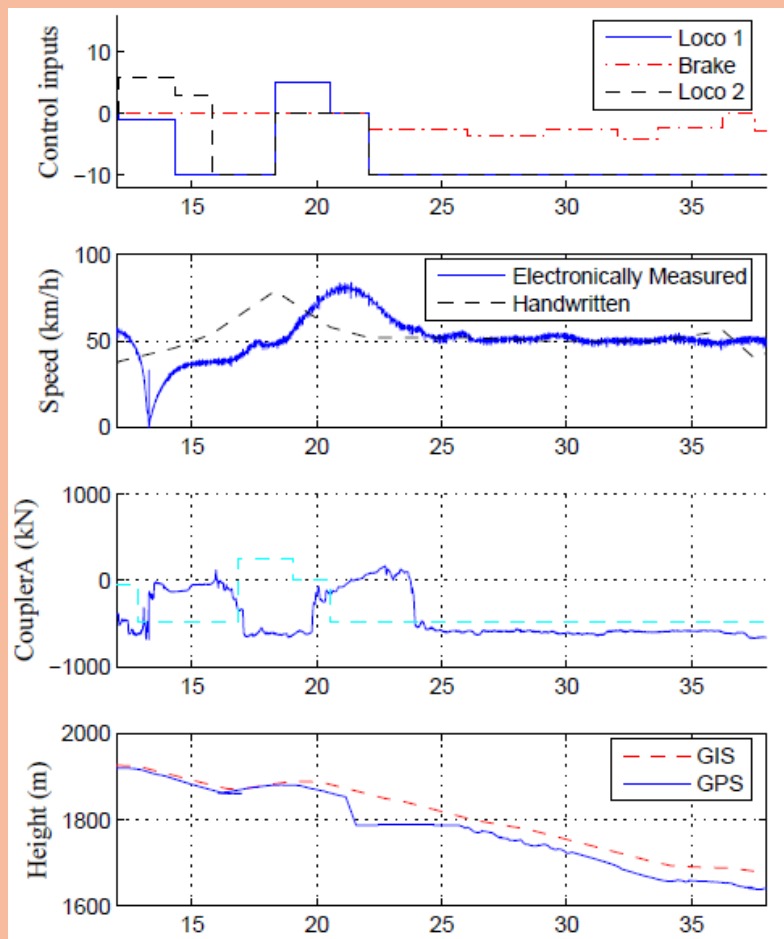 Control inputs
10
0
−10
Loco 1
Brake
Loco 2
15 20 25 30 35
Speed (km/h)
100
50
0
Electronically Measured
Handwritten
15 20 25 30 35
CouplerA (kN)
1000
0
−1000
15 20 25 30 35
Height (m)
2000
1800
1600
GIS
GPS
15 20 25 30 35